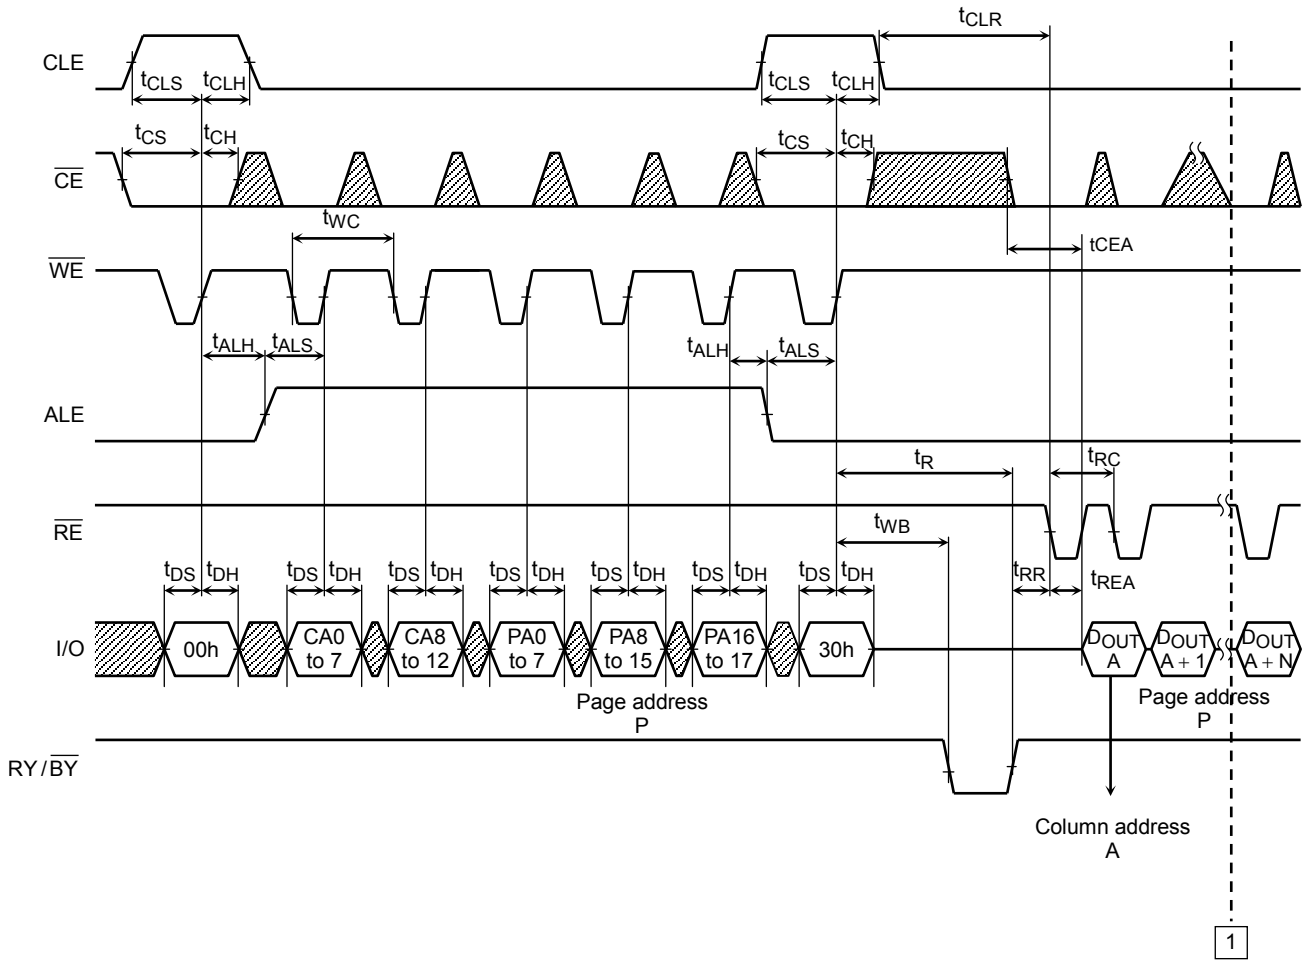 tCLR
CLE
tCLS tCLH tCLS tCLH
tCS tCH tCS tCH
CE
tWC
tCEA
WE
tALH tALS tALH tALS
ALE
tR tRC
RE
tWB
tDS tDH tDS tDH tDS tDH tDS tDH tDS tDH tDS tDH tDS tDH tRR tREA
I/O 00h CA0 to 7 CA8 to 12 PA0 to 7 PA8 to 15 PA16 to 17 30h DOUT A DOUT A + 1 DOUT A + N
Page address P
Page address P
RY/BY
Column address
A
1